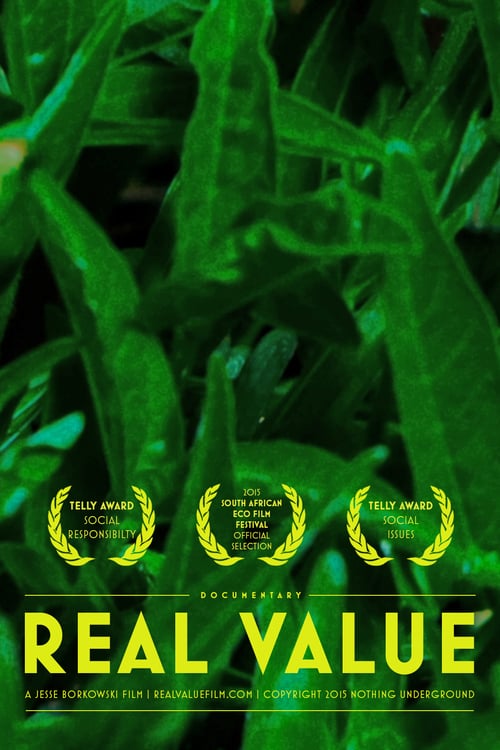 TELLY AWARD
SOCIAL
RESPONSIBILTY
2015
SOUTH AFRICAN
ECO FILM
FESTIVAL
OFFICIAL
SELECTION
TELLY AWARD
SOCIAL
ISSUES
DOCUMENTARY
REAL VALUE
A JESSE BORKOWSKI FILM | REALVALUEFILM.COM | COPYRIGHT 2015 NOTHING UNDERGROUND